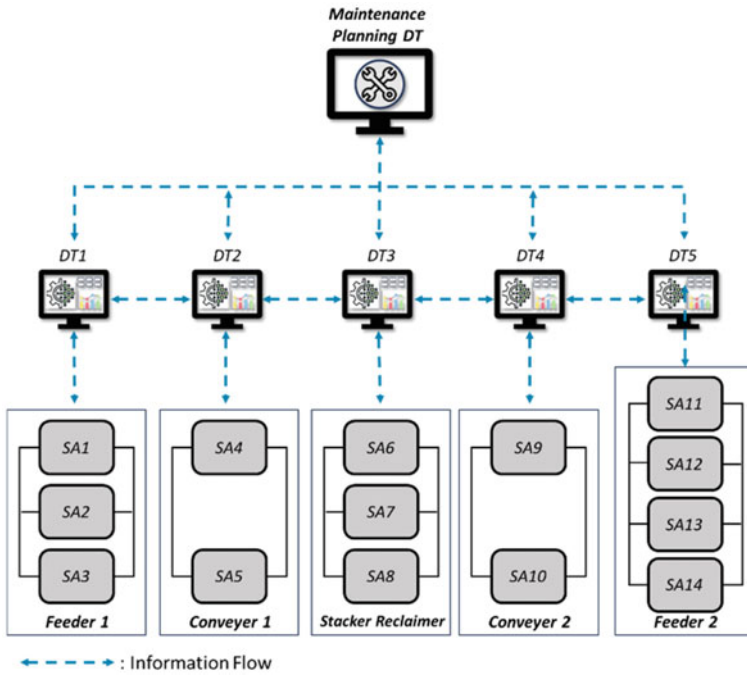 Maintenance
Planning DT
DT1
DT2
DT3
DT4
DT5
SA1
SA2
SA3
Feeder 1
SA4
SA5
Conveyer 1
SA6
SA7
SA8
Stacker Reclaimer
SA9
SA10
Conveyer 2
SA11
SA12
SA13
SA14
Feeder 2
: Information Flow